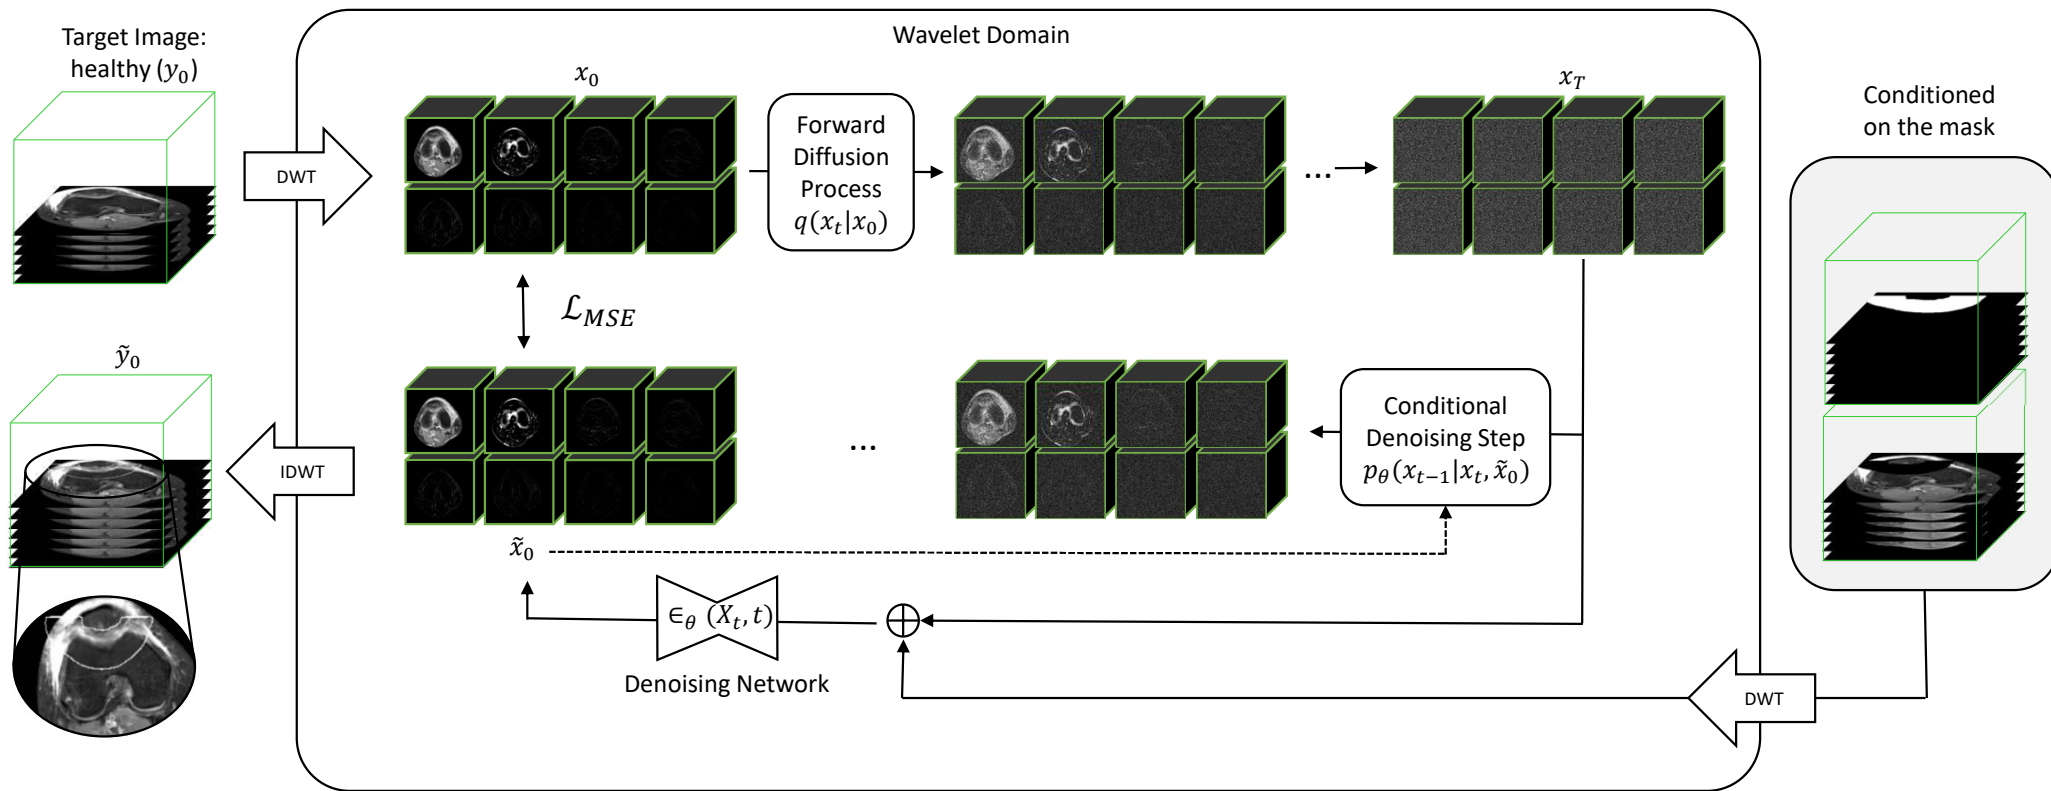 Wavelet Domain
Target Image:
healthy (y₀)
x₀
x_T
Conditioned
on the mask
Forward
Diffusion
Process
q(x_t|x₀)
...
DWT
ℒ_MSE
ỹ₀
Conditional
Denoising Step
p_θ(x_{t−1}|x_t, x̃₀)
...
IDWT
x̃₀
∈_θ (X_t, t)
Denoising Network
DWT